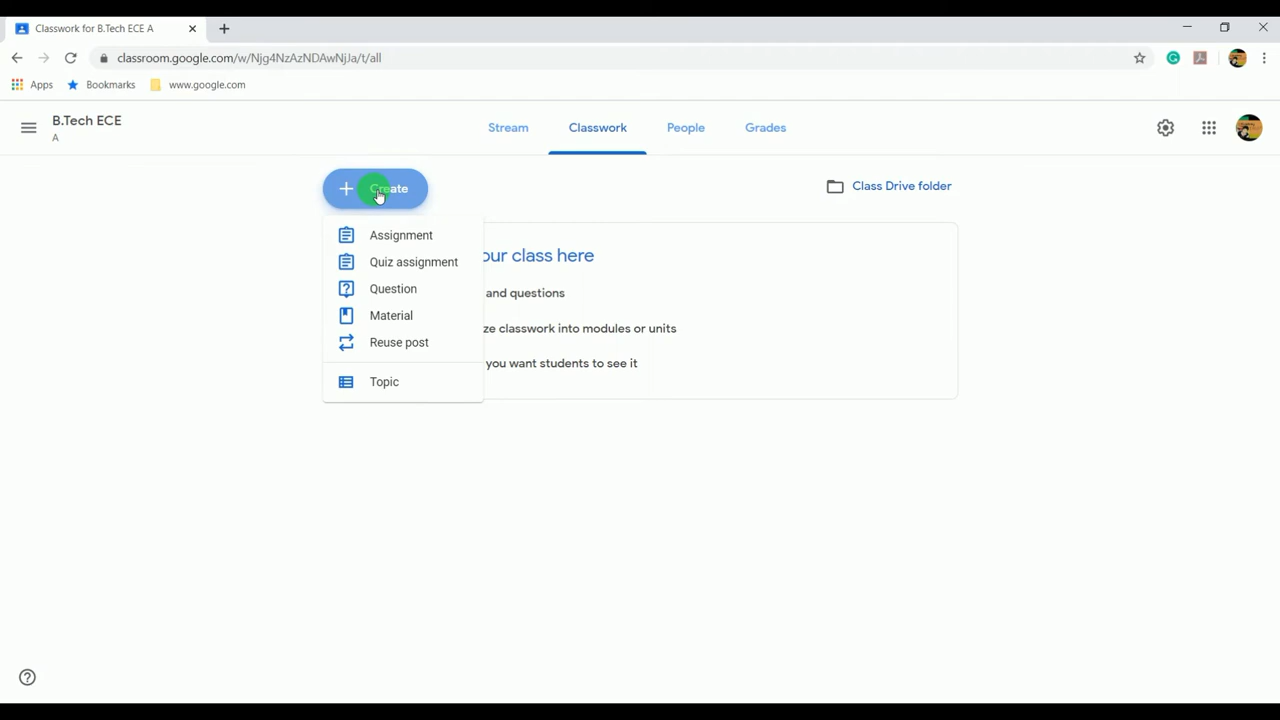 Classwork for B.Tech ECE A
classroom.google.com/w/Njg4NzAzNDAwNjJa/t/all
Apps Bookmarks www.google.com
B.Tech ECE
A
Stream Classwork People Grades
Create
Class Drive folder
Assignment
Quiz assignment
Question
Material
Reuse post
Topic
our class here
and questions
ze classwork into modules or units
you want students to see it